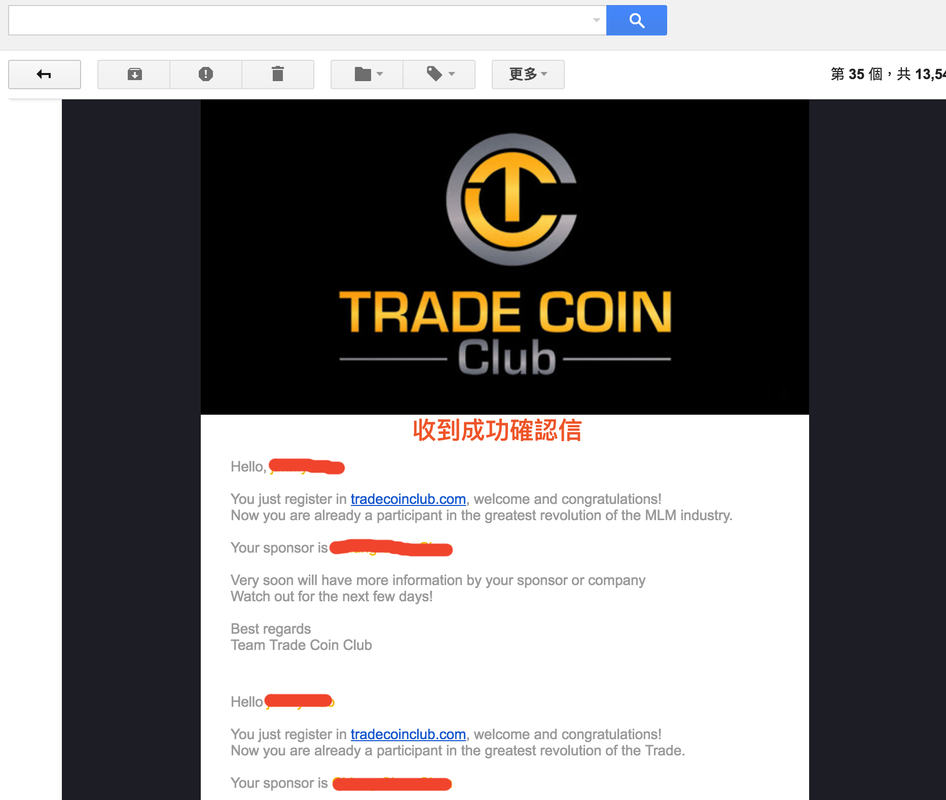 更多
第 35 個，共 13,54
TC
TRADE COIN
Club
收到成功確認信
Hello,
You just register in tradecoinclub.com, welcome and congratulations!
Now you are already a participant in the greatest revolution of the MLM industry.
Your sponsor is
Very soon will have more information by your sponsor or company
Watch out for the next few days!
Best regards
Team Trade Coin Club
Hello
You just register in tradecoinclub.com, welcome and congratulations!
Now you are already a participant in the greatest revolution of the Trade.
Your sponsor is